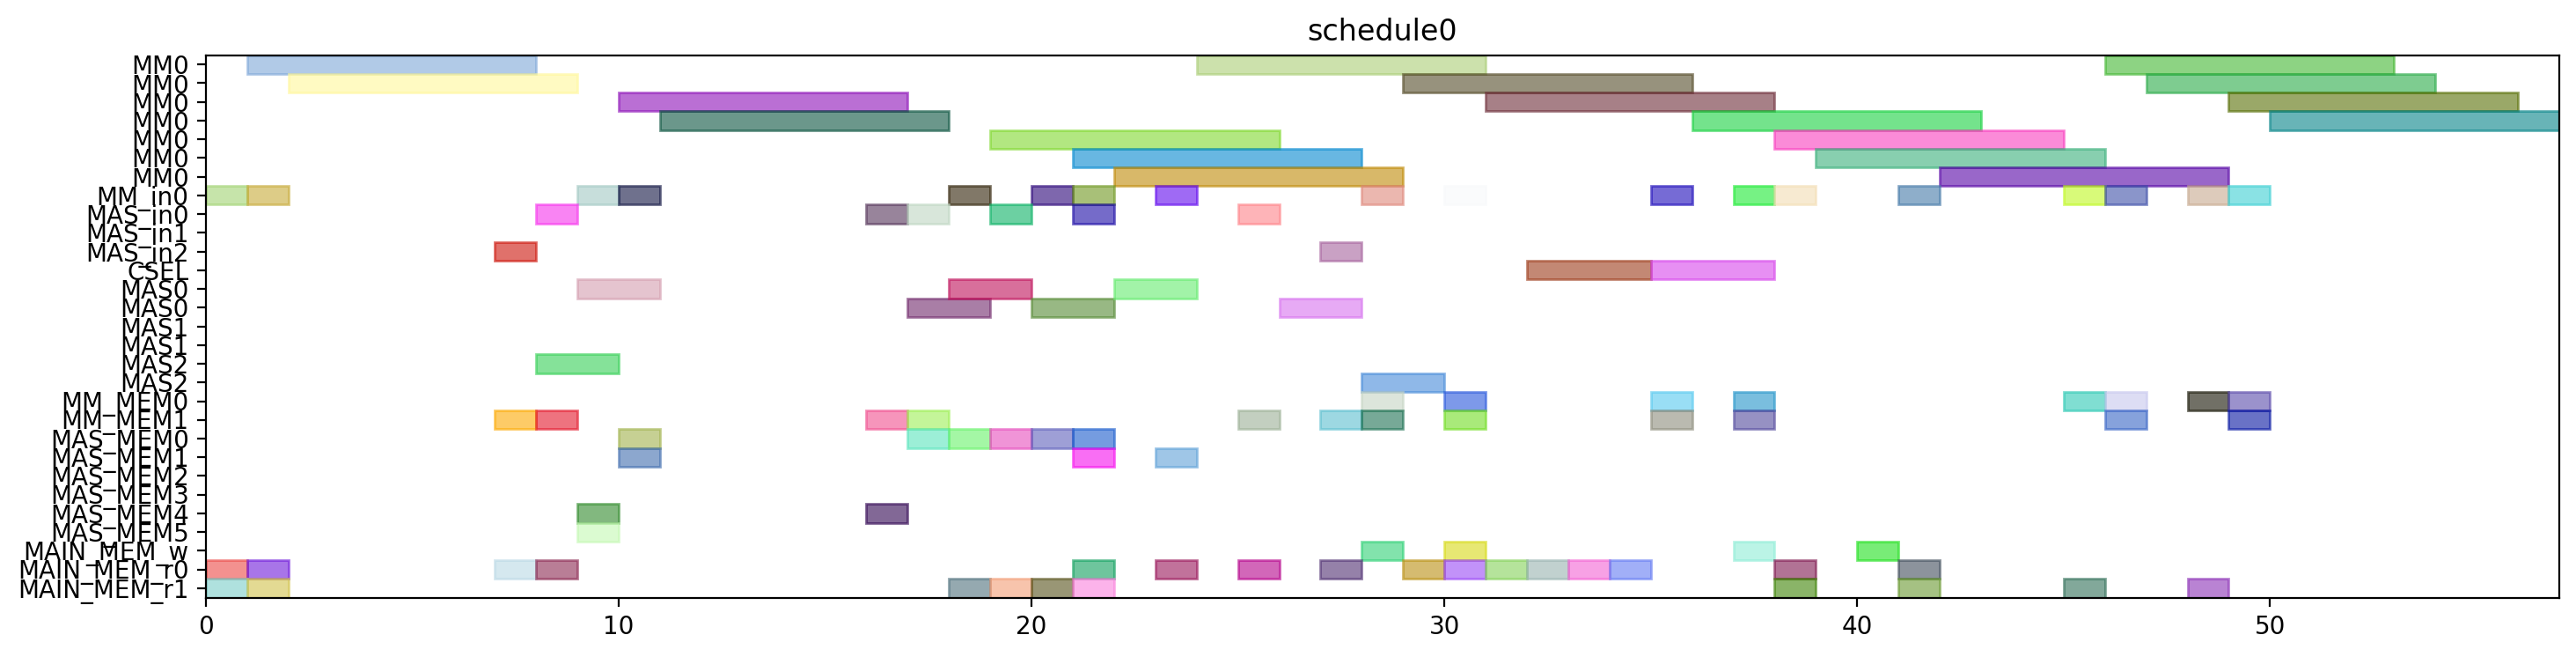 schedule0
MM0
MM0
MM0
MM0
MM0
MM0
MM0
MM_in0
MAS_in0
MAS_in1
MAS_in2
CSEL
MAS0
MAS0
MAS1
MAS1
MAS2
MAS2
MM_MEM0
MM_MEM1
MAS_MEM0
MAS_MEM1
MAS_MEM2
MAS_MEM3
MAS_MEM4
MAS_MEM5
MAIN_MEM_w
MAIN_MEM_r0
MAIN_MEM_r1
0 10 20 30 40 50